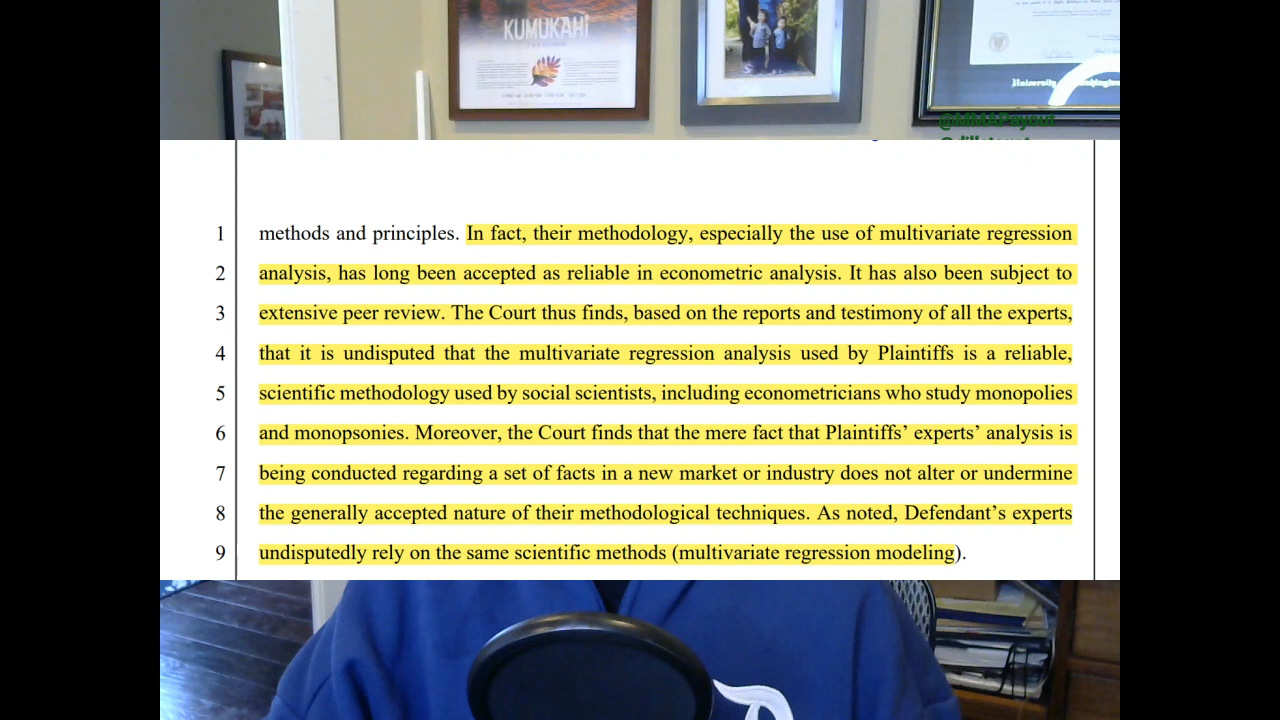 KUMUKAHI
University
@MMAPayout
1 methods and principles. In fact, their methodology, especially the use of multivariate regression
2 analysis, has long been accepted as reliable in econometric analysis. It has also been subject to
3 extensive peer review. The Court thus finds, based on the reports and testimony of all the experts,
4 that it is undisputed that the multivariate regression analysis used by Plaintiffs is a reliable,
5 scientific methodology used by social scientists, including econometricians who study monopolies
6 and monopsonies. Moreover, the Court finds that the mere fact that Plaintiffs’ experts’ analysis is
7 being conducted regarding a set of facts in a new market or industry does not alter or undermine
8 the generally accepted nature of their methodological techniques. As noted, Defendant’s experts
9 undisputedly rely on the same scientific methods (multivariate regression modeling).